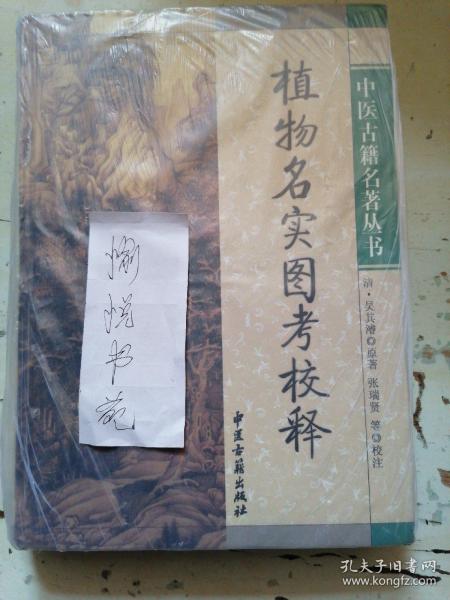 中医古籍名著丛书
植物名实图考校释
清·吴其濬◎原著 张瑞贤 等◎校注
中医古籍出版社
愉悦书苑
孔夫子旧书网
www.kongfz.com